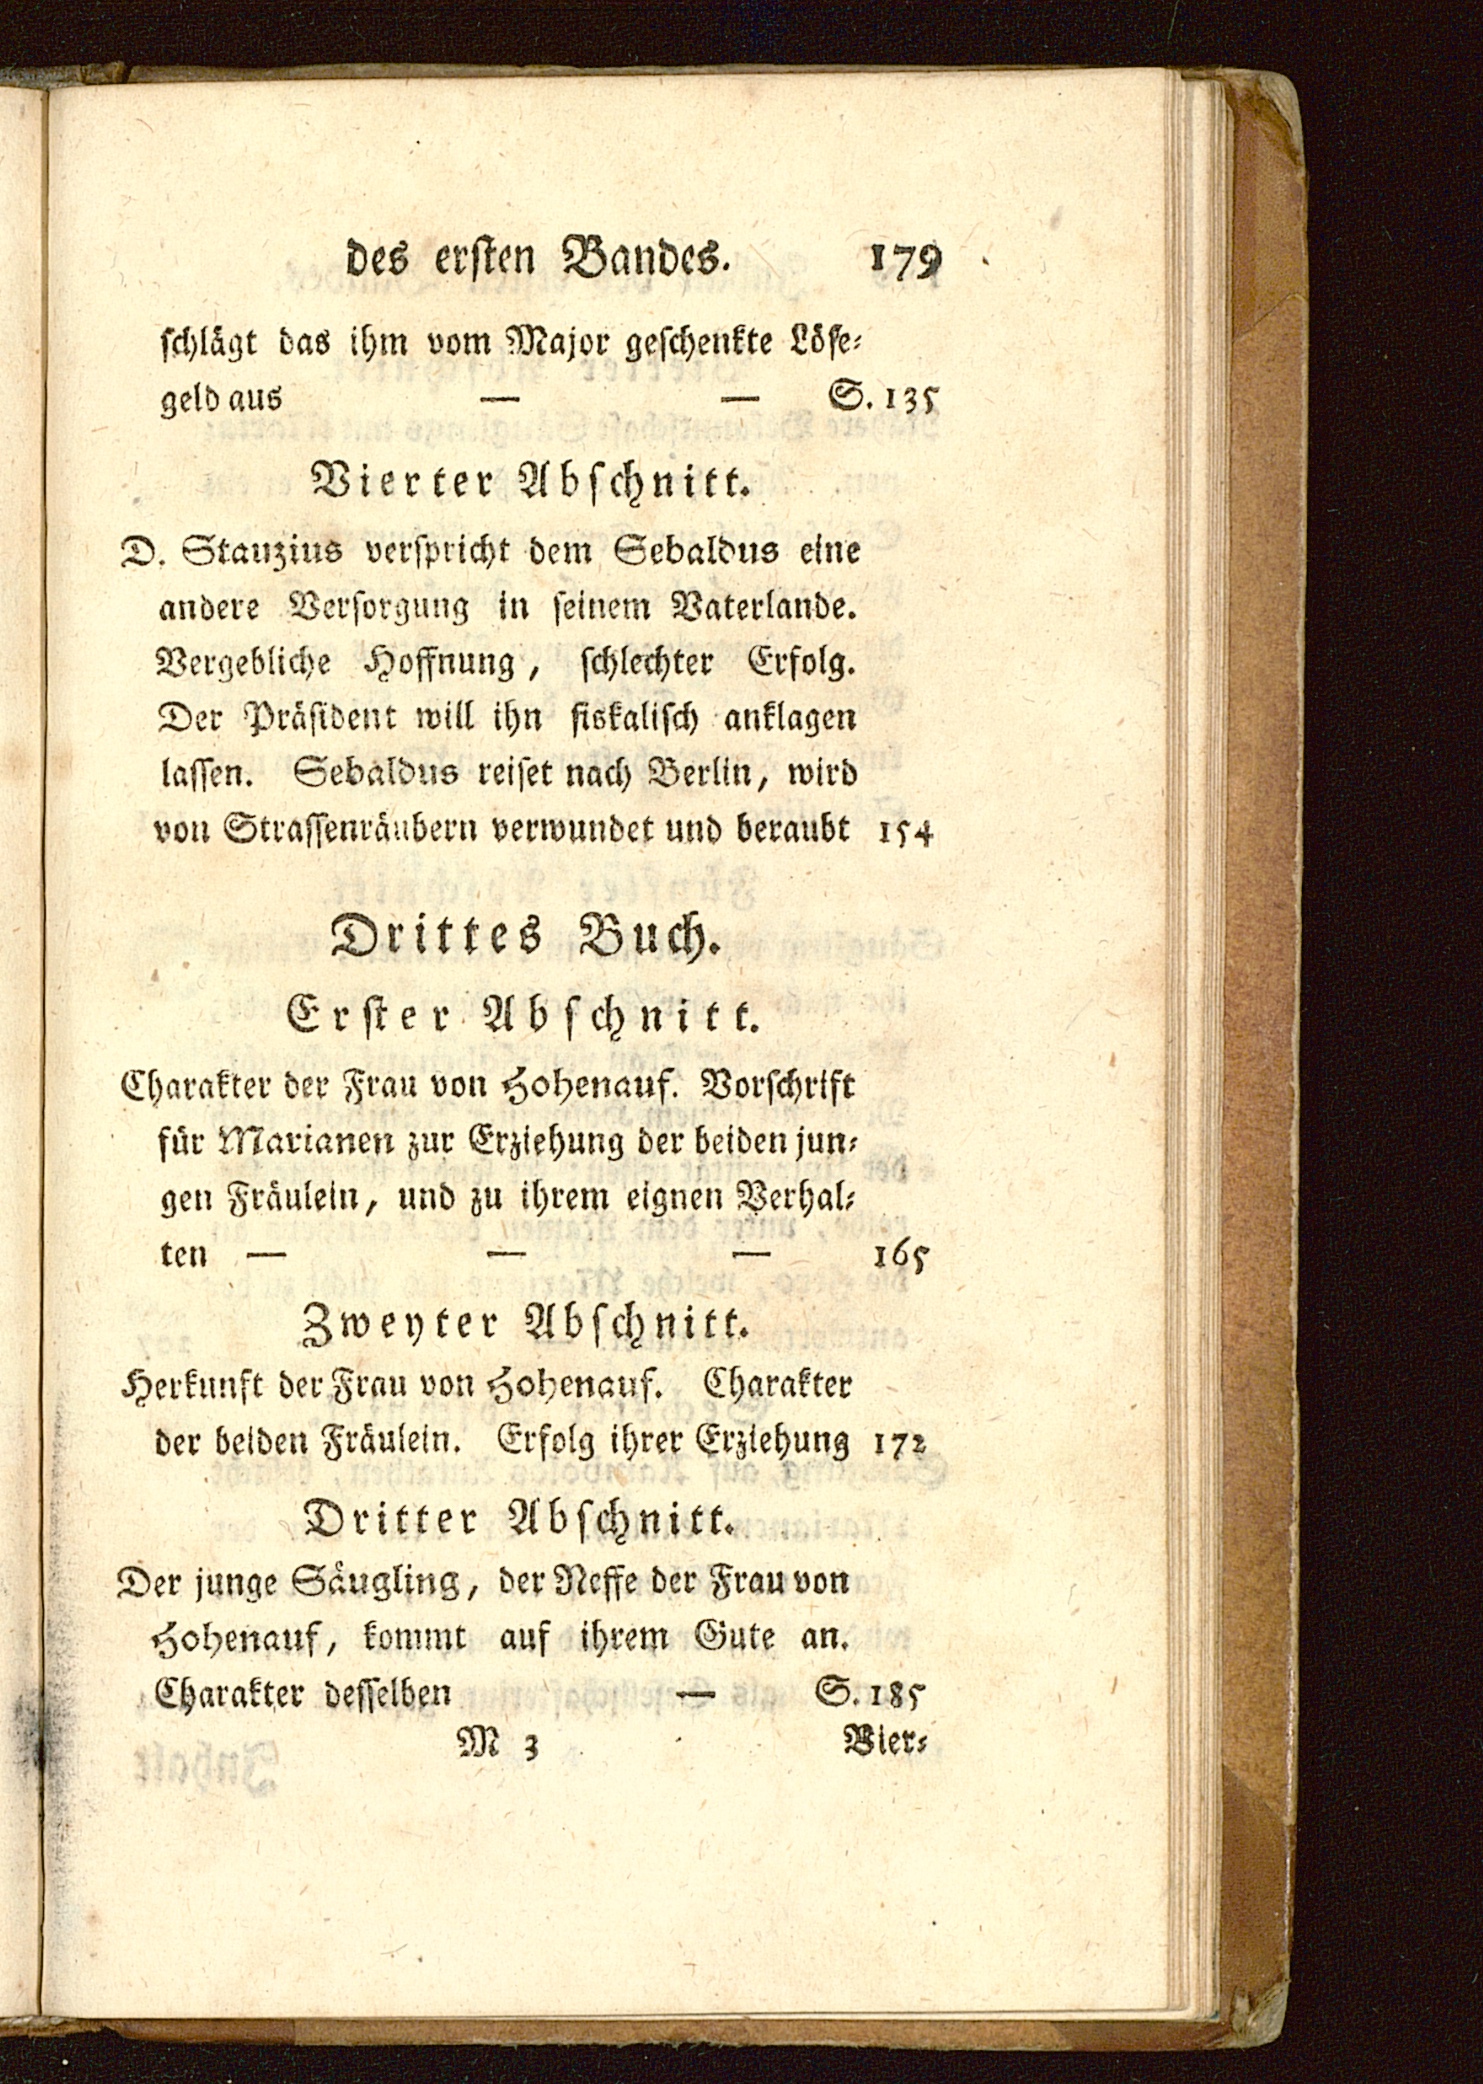 des ersten Bandes. 179
schlägt das ihm vom Major geschenkte Löse-
geld aus — — S. 135
Vierter Abschnitt.
D. Stauzius verspricht dem Sebaldus eine
andere Versorgung in seinem Vaterlande.
Vergebliche Hoffnung, schlechter Erfolg.
Der Präsident will ihn fiskalisch anklagen
lassen. Sebaldus reiset nach Berlin, wird
von Strassenräubern verwundet und beraubt 154
Drittes Buch.
Erster Abschnitt.
Charakter der Frau von Hohenauf. Vorschrift
für Marianen zur Erziehung der beiden jun-
gen Fräulein, und zu ihrem eignen Verhal-
ten — — — 165
Zweyter Abschnitt.
Herkunft der Frau von Hohenauf. Charakter
der beiden Fräulein. Erfolg ihrer Erziehung 172
Dritter Abschnitt.
Der junge Säugling, der Neffe der Frau von
Hohenauf, kommt auf ihrem Gute an.
Charakter desselben — S. 185
M 3 Vier-